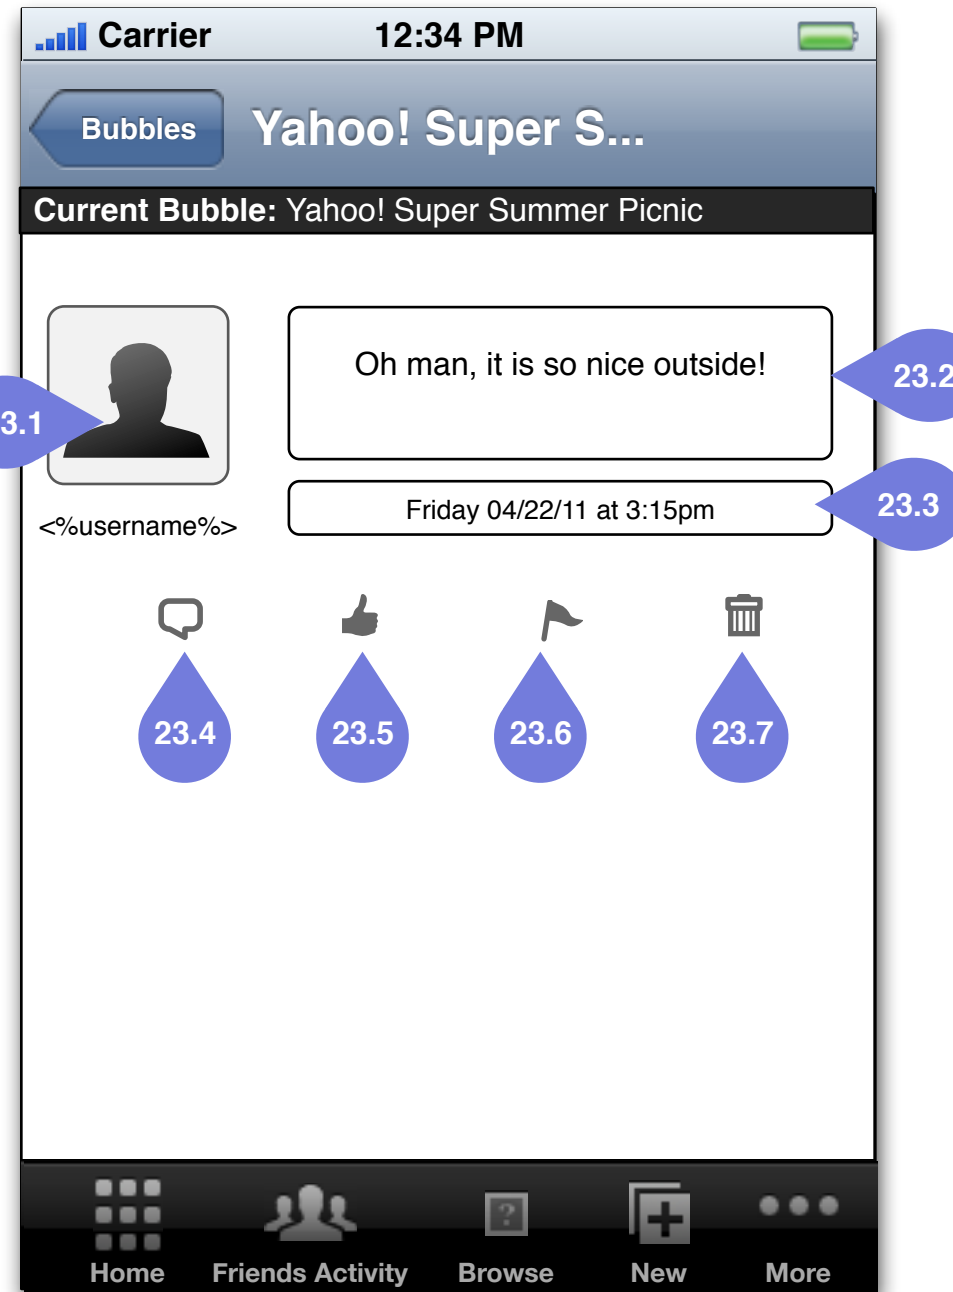 Carrier 12:34 PM
Bubbles Yahoo! Super S...
Current Bubble: Yahoo! Super Summer Picnic
Oh man, it is so nice outside!
23.2
3.1
Friday 04/22/11 at 3:15pm
23.3
<%username%>
23.4 23.5 23.6 23.7
?
Home Friends Activity Browse New More